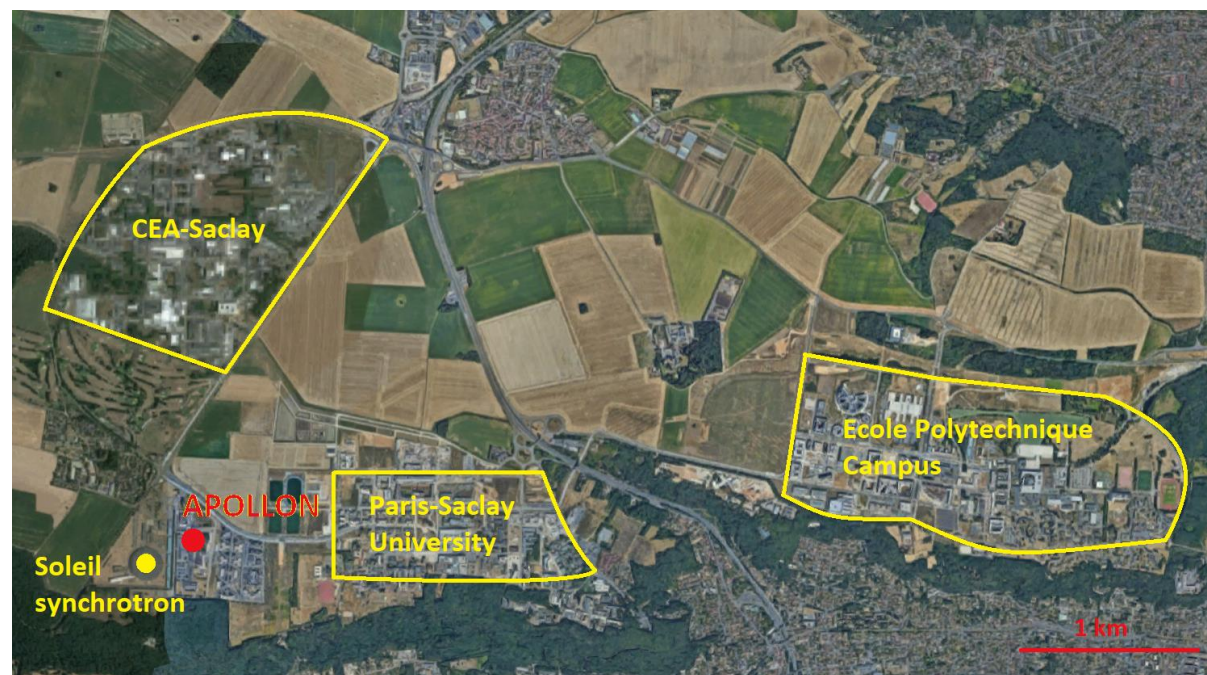 CEA-Saclay
Ecole Polytechnique
Campus
APOLLON
Paris-Saclay
University
Soleil
synchrotron
1 km